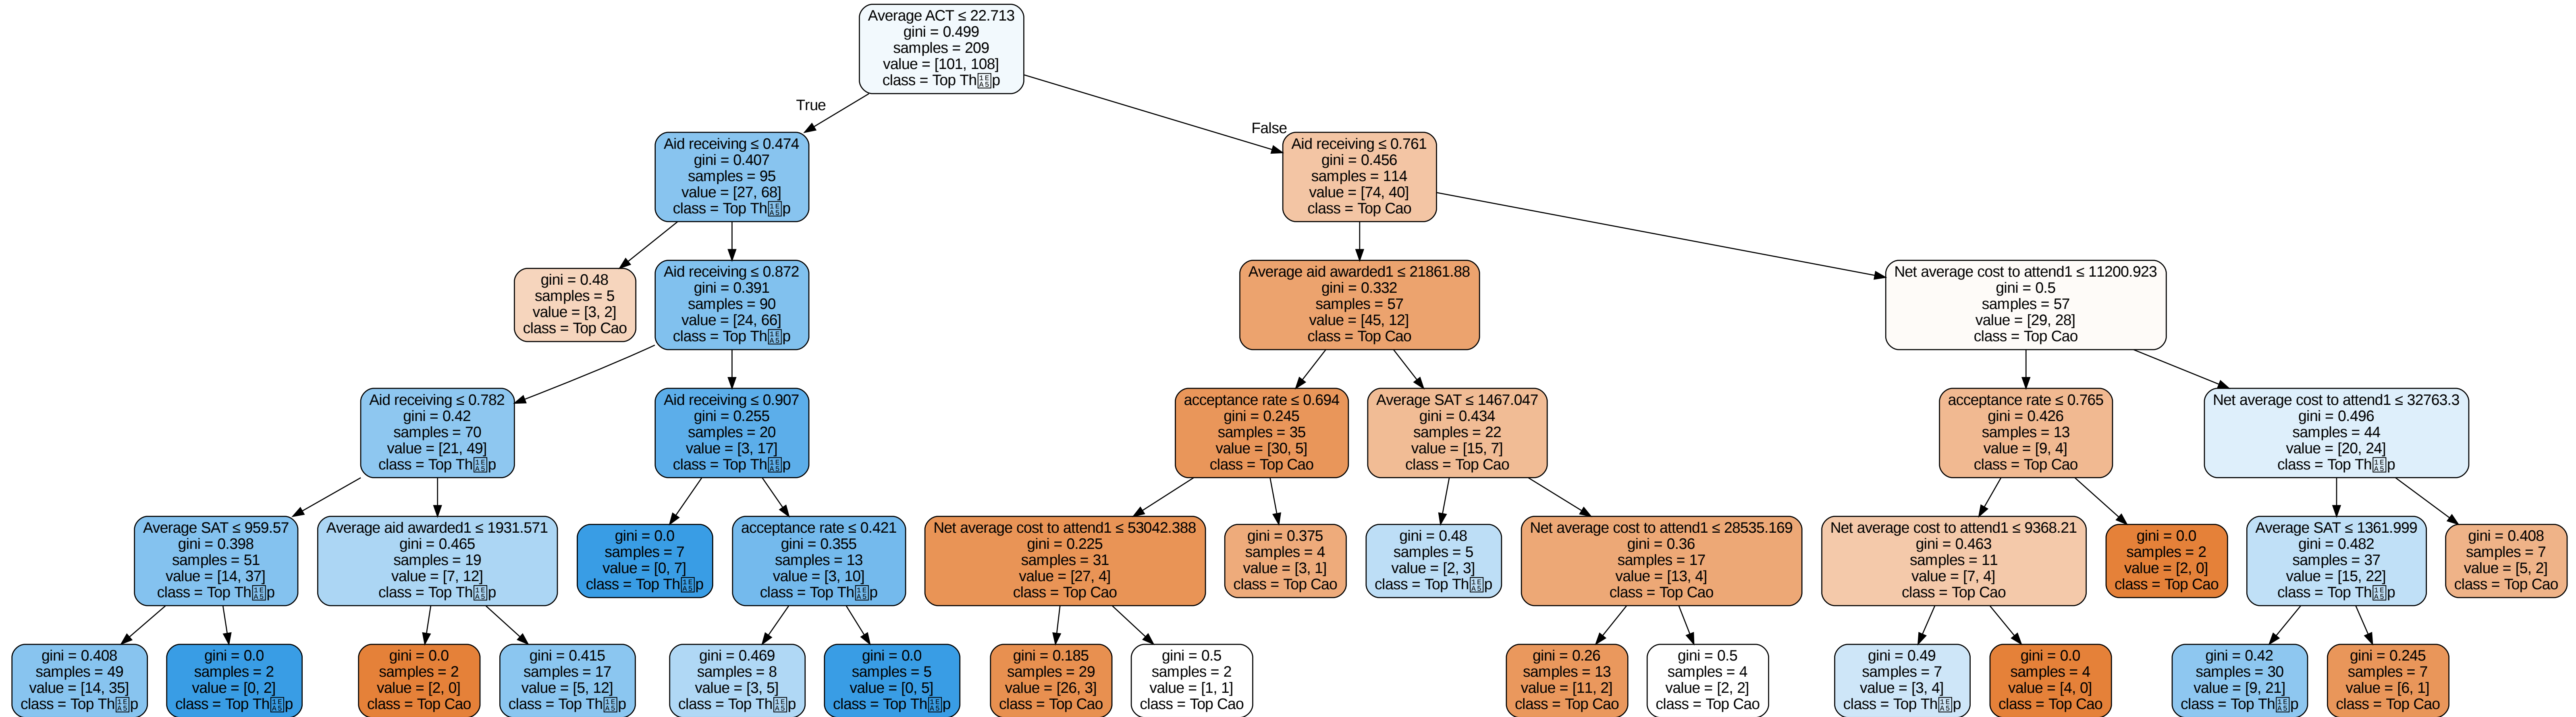 Average ACT ≤ 22.713
gini = 0.499
samples = 209
value = [101, 108]
class = Top Thấp
True
False
Aid receiving ≤ 0.474
gini = 0.407
samples = 95
value = [27, 68]
class = Top Thấp
Aid receiving ≤ 0.761
gini = 0.456
samples = 114
value = [74, 40]
class = Top Cao
gini = 0.48
samples = 5
value = [3, 2]
class = Top Cao
Aid receiving ≤ 0.872
gini = 0.391
samples = 90
value = [24, 66]
class = Top Thấp
Average aid awarded1 ≤ 21861.88
gini = 0.332
samples = 57
value = [45, 12]
class = Top Cao
Net average cost to attend1 ≤ 11200.923
gini = 0.5
samples = 57
value = [29, 28]
class = Top Cao
Aid receiving ≤ 0.782
gini = 0.42
samples = 70
value = [21, 49]
class = Top Thấp
Aid receiving ≤ 0.907
gini = 0.255
samples = 20
value = [3, 17]
class = Top Thấp
acceptance rate ≤ 0.694
gini = 0.245
samples = 35
value = [30, 5]
class = Top Cao
Average SAT ≤ 1467.047
gini = 0.434
samples = 22
value = [15, 7]
class = Top Cao
acceptance rate ≤ 0.765
gini = 0.426
samples = 13
value = [9, 4]
class = Top Cao
Net average cost to attend1 ≤ 32763.3
gini = 0.496
samples = 44
value = [20, 24]
class = Top Thấp
Average SAT ≤ 959.57
gini = 0.398
samples = 51
value = [14, 37]
class = Top Thấp
Average aid awarded1 ≤ 1931.571
gini = 0.465
samples = 19
value = [7, 12]
class = Top Thấp
gini = 0.0
samples = 7
value = [0, 7]
class = Top Thấp
acceptance rate ≤ 0.421
gini = 0.355
samples = 13
value = [3, 10]
class = Top Thấp
Net average cost to attend1 ≤ 53042.388
gini = 0.225
samples = 31
value = [27, 4]
class = Top Cao
gini = 0.375
samples = 4
value = [3, 1]
class = Top Cao
gini = 0.48
samples = 5
value = [2, 3]
class = Top Thấp
Net average cost to attend1 ≤ 28535.169
gini = 0.36
samples = 17
value = [13, 4]
class = Top Cao
Net average cost to attend1 ≤ 9368.21
gini = 0.463
samples = 11
value = [7, 4]
class = Top Cao
gini = 0.0
samples = 2
value = [2, 0]
class = Top Cao
Average SAT ≤ 1361.999
gini = 0.482
samples = 37
value = [15, 22]
class = Top Thấp
gini = 0.408
samples = 7
value = [5, 2]
class = Top Cao
gini = 0.408
samples = 49
value = [14, 35]
class = Top Thấp
gini = 0.0
samples = 2
value = [0, 2]
class = Top Thấp
gini = 0.0
samples = 2
value = [2, 0]
class = Top Cao
gini = 0.415
samples = 17
value = [5, 12]
class = Top Thấp
gini = 0.469
samples = 8
value = [3, 5]
class = Top Thấp
gini = 0.0
samples = 5
value = [0, 5]
class = Top Thấp
gini = 0.185
samples = 29
value = [26, 3]
class = Top Cao
gini = 0.5
samples = 2
value = [1, 1]
class = Top Cao
gini = 0.26
samples = 13
value = [11, 2]
class = Top Cao
gini = 0.5
samples = 4
value = [2, 2]
class = Top Cao
gini = 0.49
samples = 7
value = [3, 4]
class = Top Thấp
gini = 0.0
samples = 4
value = [4, 0]
class = Top Cao
gini = 0.42
samples = 30
value = [9, 21]
class = Top Thấp
gini = 0.245
samples = 7
value = [6, 1]
class = Top Cao